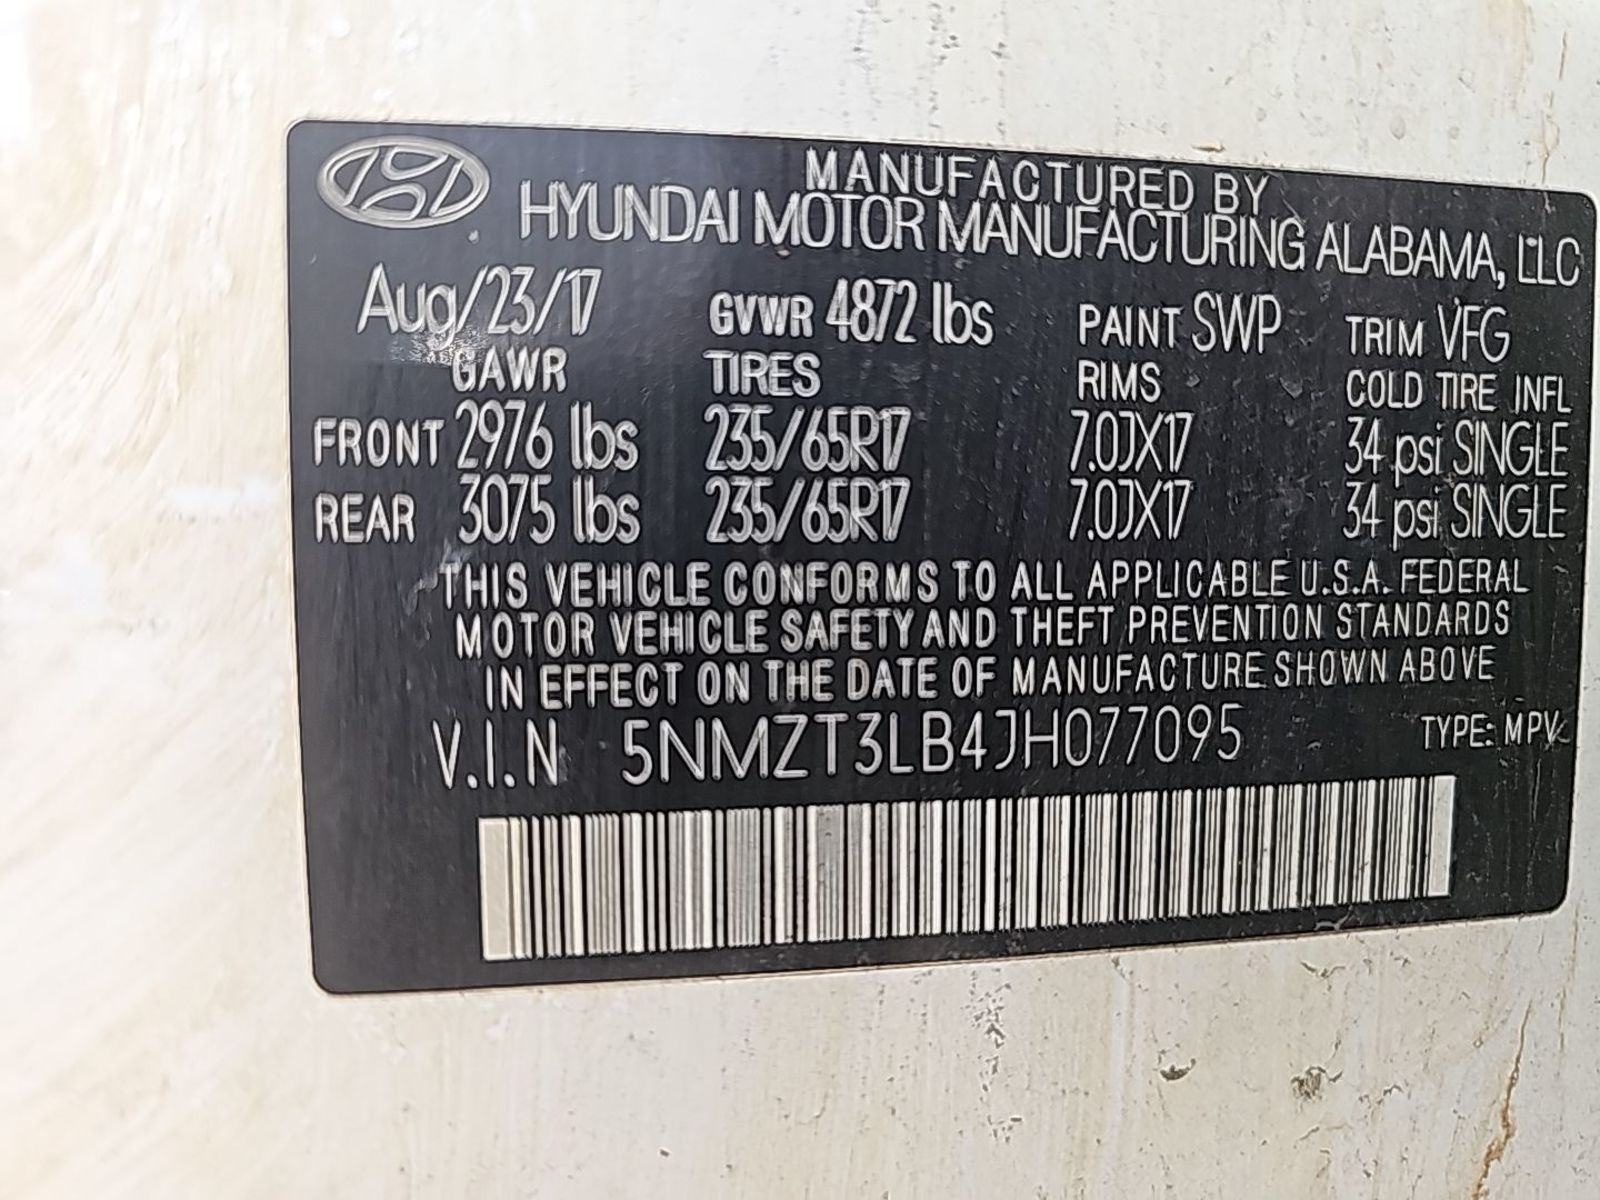 MANUFACTURED BY
HYUNDAI MOTOR MANUFACTURING ALABAMA, LLC
Aug/23/17 GVWR 4872 lbs PAINT SWP TRIM VFG
GAWR TIRES RIMS COLD TIRE INFL
FRONT 2976 lbs 235/65R17 7.0JX17 34 psi SINGLE
REAR 3075 lbs 235/65R17 7.0JX17 34 psi SINGLE
THIS VEHICLE CONFORMS TO ALL APPLICABLE U.S.A. FEDERAL
MOTOR VEHICLE SAFETY AND THEFT PREVENTION STANDARDS
IN EFFECT ON THE DATE OF MANUFACTURE SHOWN ABOVE
V.I.N 5NMZT3LB4JH077095 TYPE: MPV